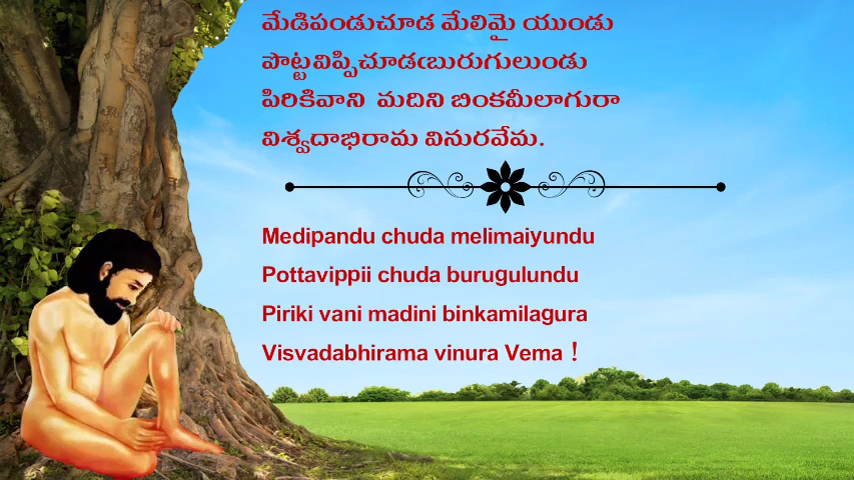 మేడిపండుచూడ మేలిమై యుండు
పొట్టవిప్పిచూడఁబురుగులుండు
పిరికివాని మదిని బింకమీలాగురా
విశ్వదాభిరామ వినురవేమ.
Medipandu chuda melimaiyundu
Pottavippii chuda burugulundu
Piriki vani madini binkamilagura
Visvadabhirama vinura Vema !